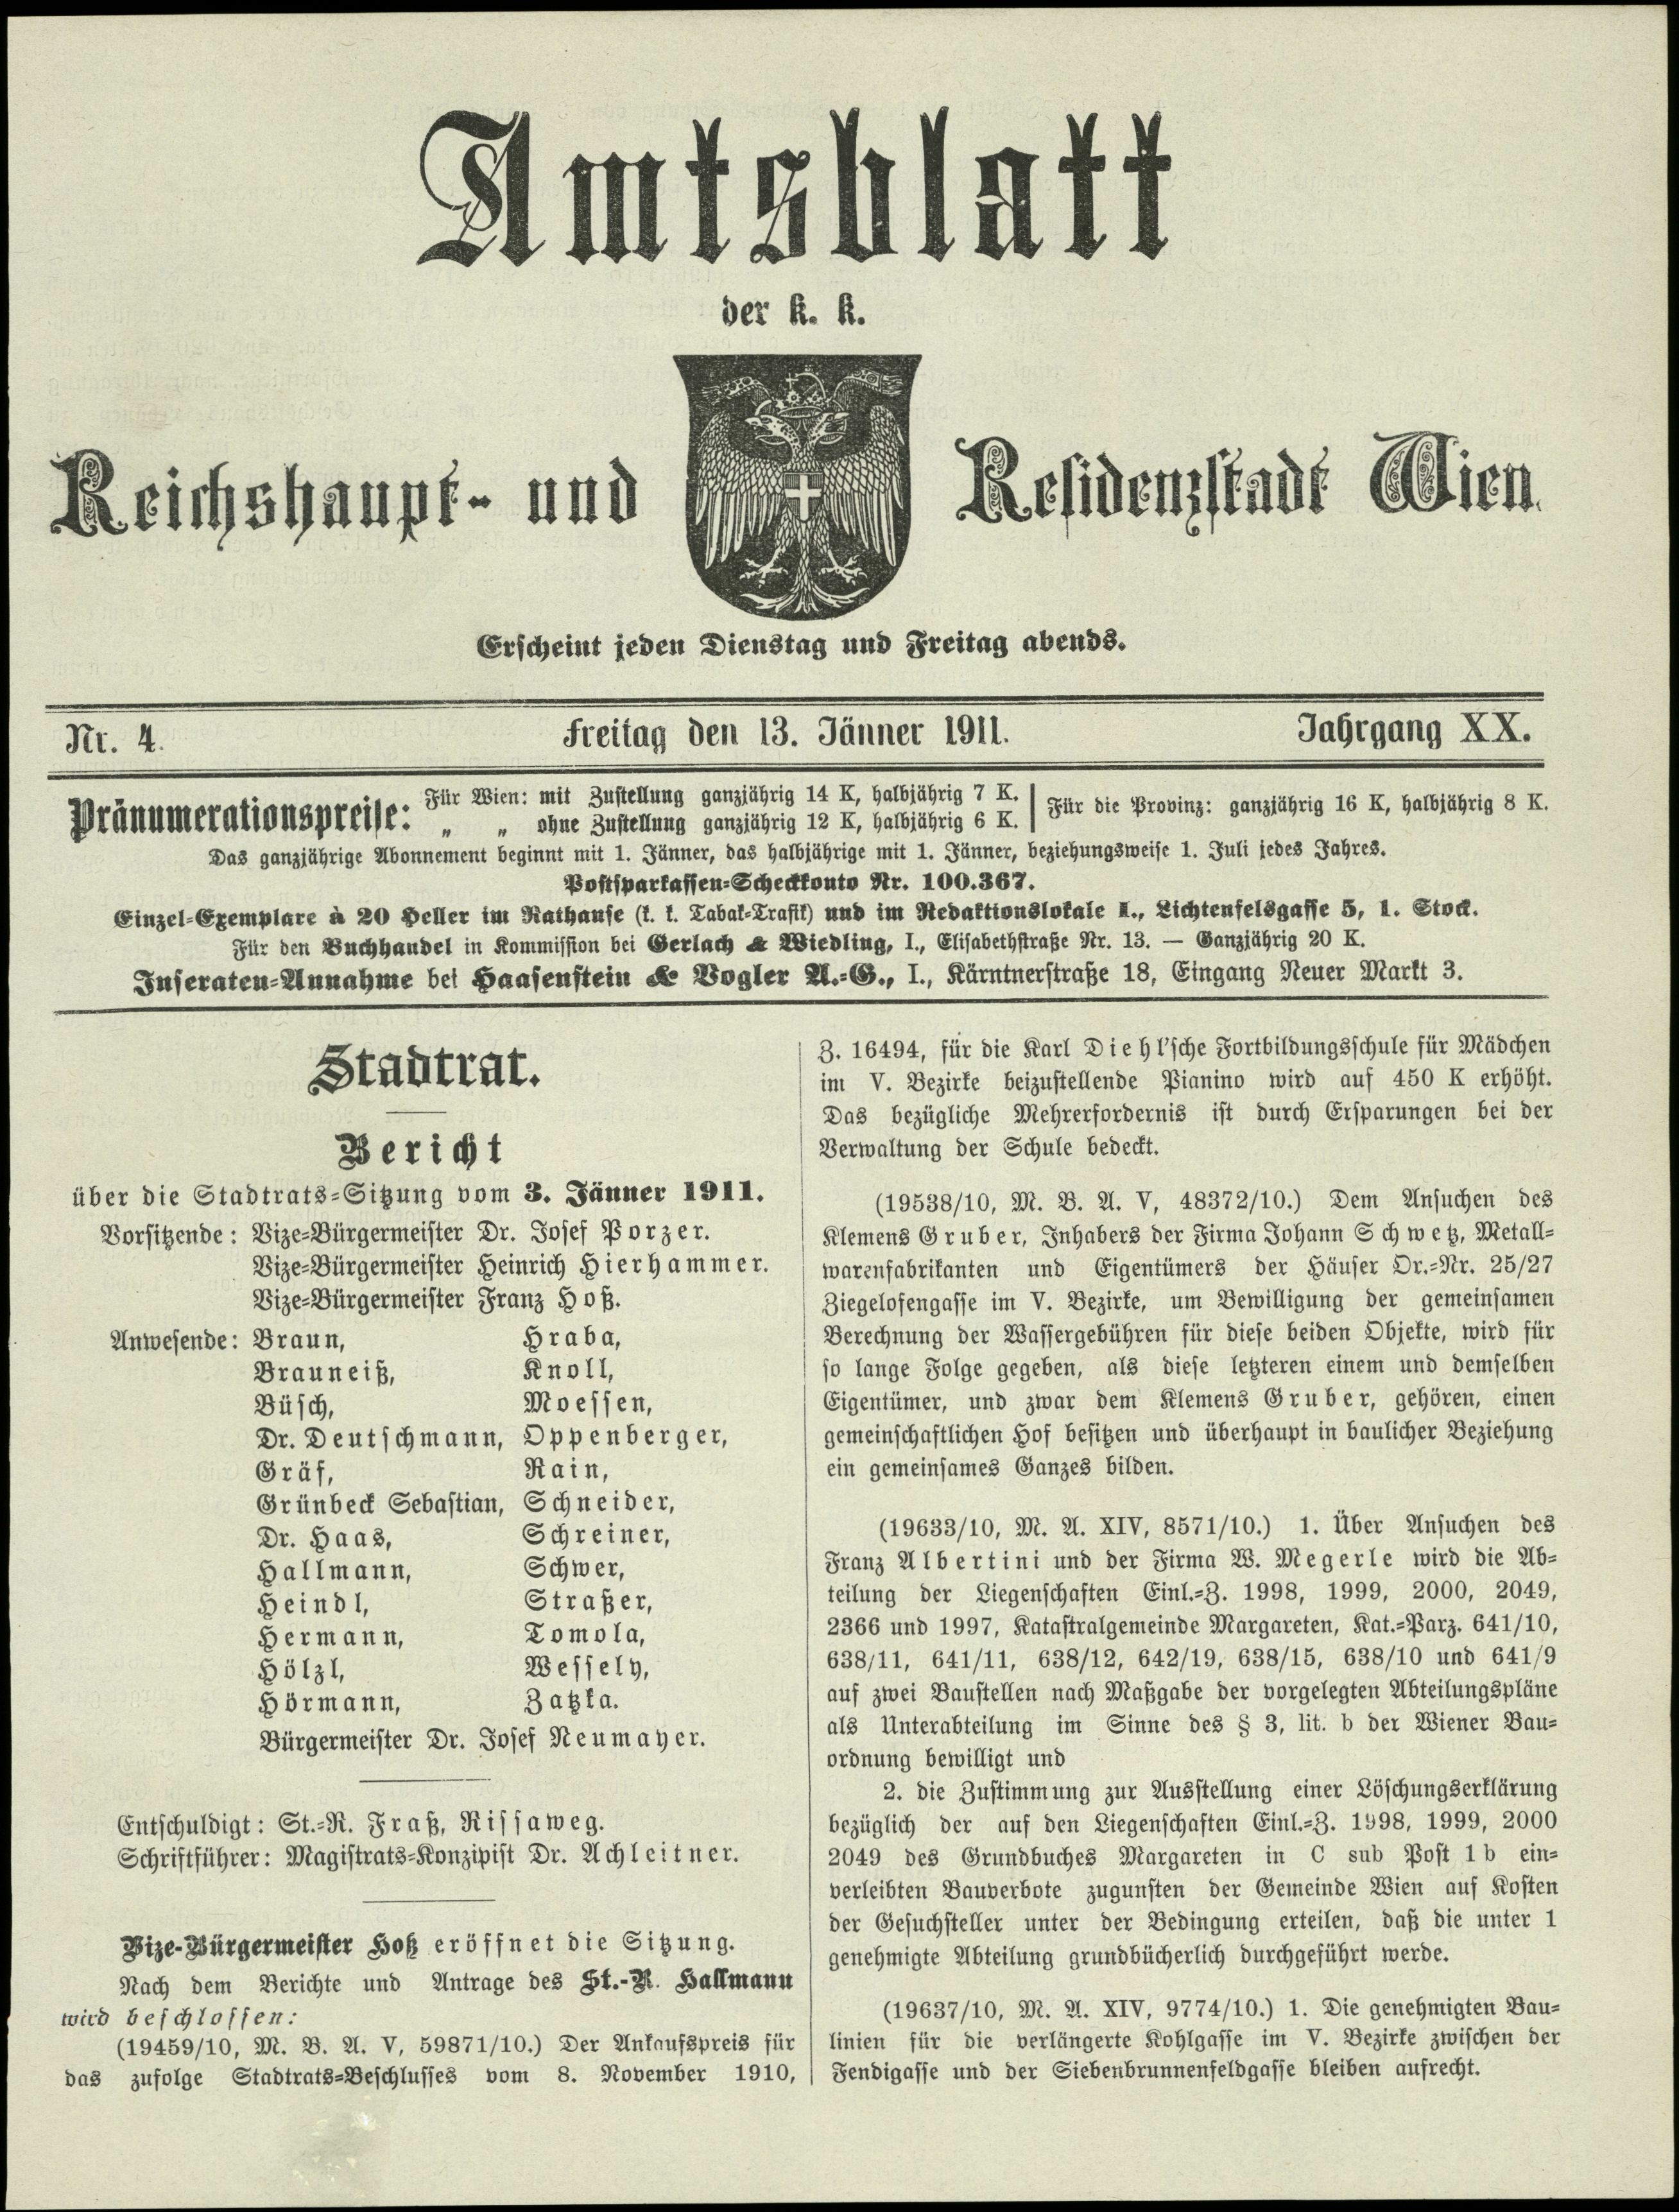 Amtsblatt
der k. k.
Reichshaupt- und Residenzstadt Wien.
Erscheint jeden Dienstag und Freitag abends.
Nr. 4. Freitag den 13. Jänner 1911. Jahrgang XX.
Pränumerationspreise: Für Wien: mit Zustellung ganzjährig 14 K, halbjährig 7 K. Für die Provinz: ganzjährig 16 K, halbjährig 8 K.
„ „ ohne Zustellung ganzjährig 12 K, halbjährig 6 K.
Das ganzjährige Abonnement beginnt mit 1. Jänner, das halbjährige mit 1. Jänner, beziehungsweise 1. Juli jedes Jahres.
Postsparkassen-Scheckkonto Nr. 100.367.
Einzel-Exemplare à 20 Heller im Rathause (k. k. Tabak-Trafik) und im Redaktionslokale I., Lichtenfelsgasse 5, 1. Stock.
Für den Buchhandel in Kommission bei Gerlach & Wiedling, I., Elisabethstraße Nr. 13. — Ganzjährig 20 K.
Inseraten-Annahme bei Haasenstein & Vogler A.-G., I., Kärntnerstraße 18, Eingang Neuer Markt 3.
Stadtrat.
Bericht
über die Stadtrats-Sitzung vom 3. Jänner 1911.
Vorsitzende: Vize-Bürgermeister Dr. Josef Porzer.
Vize-Bürgermeister Heinrich Hierhammer.
Vize-Bürgermeister Franz Hoß.
Anwesende: Braun, Hraba,
Brauneiß, Knoll,
Büsch, Moessen,
Dr. Deutschmann, Oppenberger,
Gräf, Rain,
Grünbeck Sebastian, Schneider,
Dr. Haas, Schreiner,
Hallmann, Schwer,
Heindl, Straßer,
Hermann, Tomola,
Hölzl, Wessely,
Hörmann, Zatzka.
Bürgermeister Dr. Josef Neumayer.
Entschuldigt: St.-R. Fraß, Rissaweg.
Schriftführer: Magistrats-Konzipist Dr. Achleitner.
Vize-Bürgermeister Hoß eröffnet die Sitzung.
Nach dem Berichte und Antrage des St.-R. Hallmann
wird beschlossen:
(19459/10, M. B. A. V, 59871/10.) Der Ankaufspreis für
das zufolge Stadtrats-Beschlusses vom 8. November 1910,
Z. 16494, für die Karl Diehl'sche Fortbildungsschule für Mädchen
im V. Bezirke beizustellende Pianino wird auf 450 K erhöht.
Das bezügliche Mehrerfordernis ist durch Ersparungen bei der
Verwaltung der Schule bedeckt.
(19538/10, M. B. A. V, 48372/10.) Dem Ansuchen des
Klemens Gruber, Inhabers der Firma Johann Schwetz, Metall-
warenfabrikanten und Eigentümers der Häuser Or.-Nr. 25/27
Ziegelofengasse im V. Bezirke, um Bewilligung der gemeinsamen
Berechnung der Wassergebühren für diese beiden Objekte, wird für
so lange Folge gegeben, als diese letzteren einem und demselben
Eigentümer, und zwar dem Klemens Gruber, gehören, einen
gemeinschaftlichen Hof besitzen und überhaupt in baulicher Beziehung
ein gemeinsames Ganzes bilden.
(19633/10, M. A. XIV, 8571/10.) 1. Über Ansuchen des
Franz Albertini und der Firma W. Megerle wird die Ab-
teilung der Liegenschaften Einl.-Z. 1998, 1999, 2000, 2049,
2366 und 1997, Katastralgemeinde Margareten, Kat.-Parz. 641/10,
638/11, 641/11, 638/12, 642/19, 638/15, 638/10 und 641/9
auf zwei Baustellen nach Maßgabe der vorgelegten Abteilungspläne
als Unterabteilung im Sinne des § 3, lit. b der Wiener Bau-
ordnung bewilligt und
2. die Zustimmung zur Ausstellung einer Löschungserklärung
bezüglich der auf den Liegenschaften Einl.-Z. 1998, 1999, 2000
2049 des Grundbuches Margareten in C sub Post 1 b ein-
verleibten Bauverbote zugunsten der Gemeinde Wien auf Kosten
der Gesuchsteller unter der Bedingung erteilen, daß die unter 1
genehmigte Abteilung grundbücherlich durchgeführt werde.
(19637/10, M. A. XIV, 9774/10.) 1. Die genehmigten Bau-
linien für die verlängerte Kohlgasse im V. Bezirke zwischen der
Fendigasse und der Siebenbrunnenfeldgasse bleiben aufrecht.